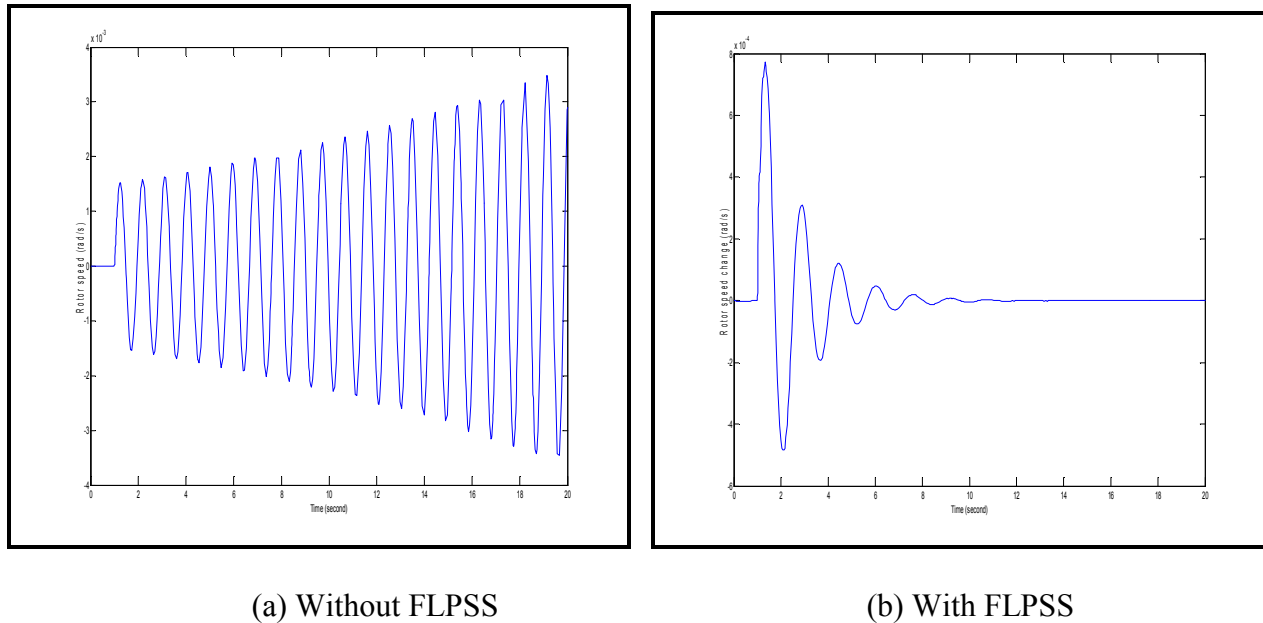 x 10-3
4
3
2
1
0
-1
-2
-3
-4
Rotor speed (rad/s)
0 2 4 6 8 10 12 14 16 18 20
Time (second)
x 10-4
8
6
4
2
0
-2
-4
-6
Rotor speed change (rad/s)
0 2 4 6 8 10 12 14 16 18 20
Time (second)
(a) Without FLPSS
(b) With FLPSS